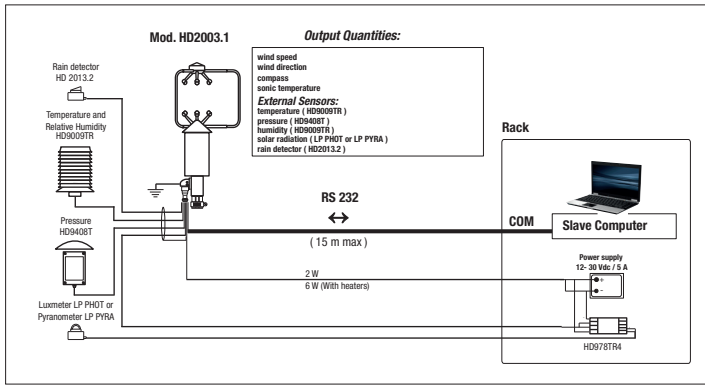 Mod. HD2003.1
Output Quantities:
wind speed
wind direction
compass
sonic temperature
External Sensors:
temperature ( HD9009TR )
pressure ( HD9408T )
humidity ( HD9009TR )
solar radiation ( LP PHOT or LP PYRA )
rain detector ( HD2013.2 )
Rain detector
HD 2013.2
Temperature and
Relative Humidity
HD9009TR
Pressure
HD9408T
Luxmeter LP PHOT or
Pyranometer LP PYRA
RS 232
( 15 m max )
2 W
6 W (With heaters)
Rack
COM
Slave Computer
Power supply
12- 30 Vdc / 5 A
+
-
HD978TR4